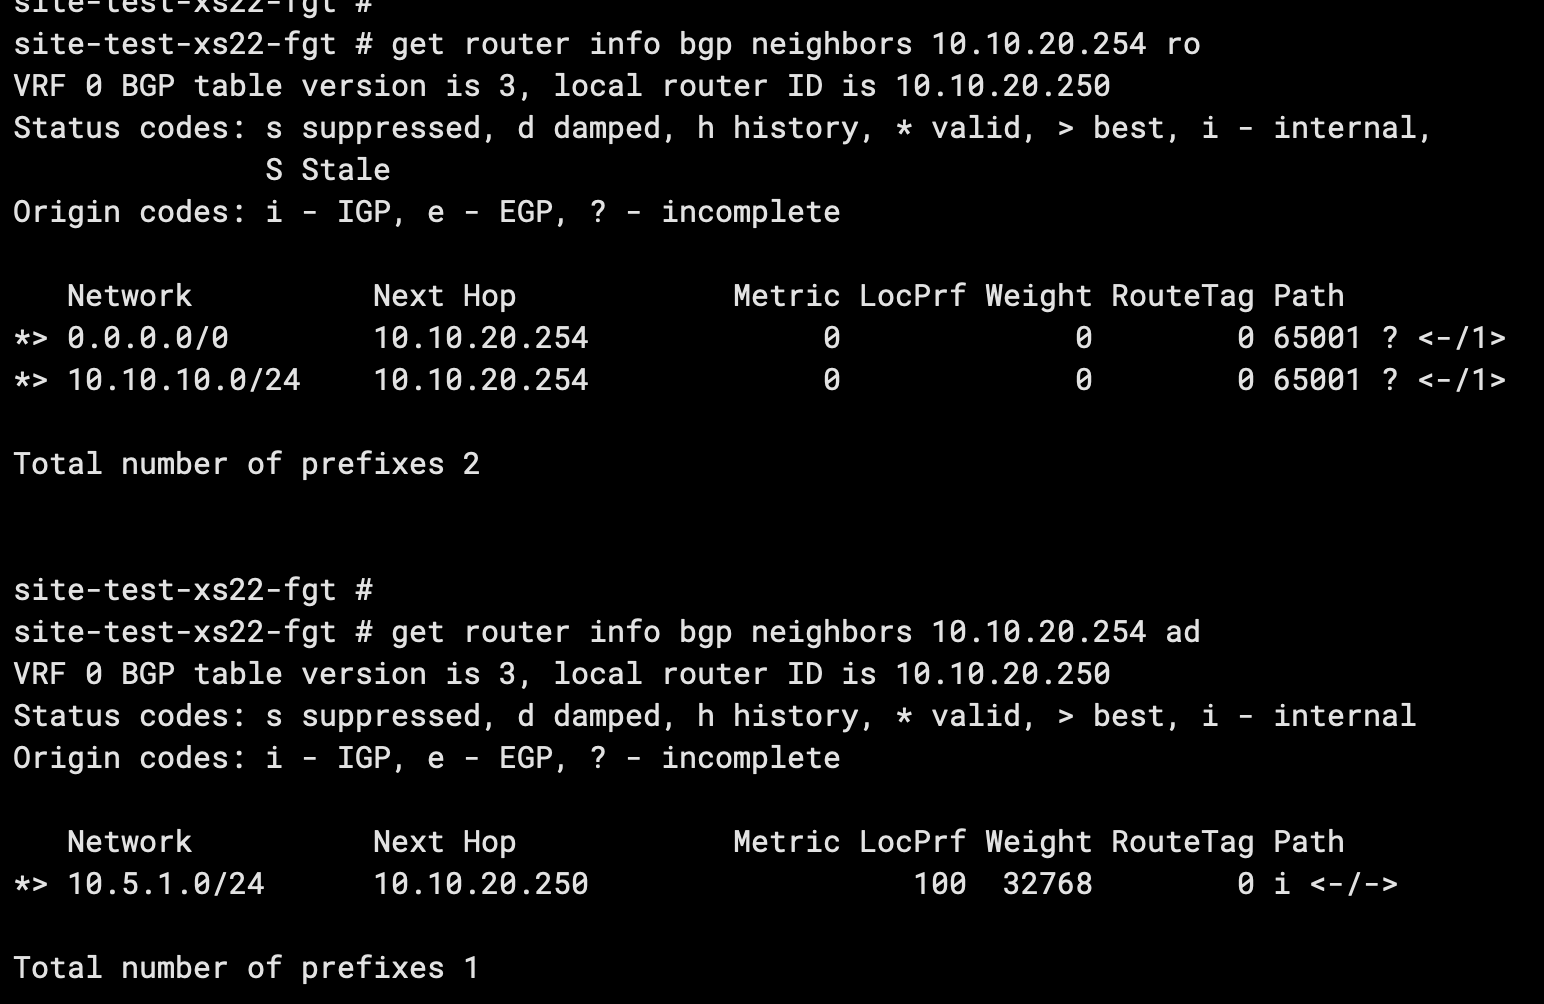 site-test-xs22-fgt #
site-test-xs22-fgt # get router info bgp neighbors 10.10.20.254 ro
VRF 0 BGP table version is 3, local router ID is 10.10.20.250
Status codes: s suppressed, d damped, h history, * valid, > best, i - internal,
              S Stale
Origin codes: i - IGP, e - EGP, ? - incomplete

   Network          Next Hop            Metric LocPrf Weight RouteTag Path
*> 0.0.0.0/0        10.10.20.254             0             0        0 65001 ? <-/1>
*> 10.10.10.0/24    10.10.20.254             0             0        0 65001 ? <-/1>

Total number of prefixes 2

site-test-xs22-fgt #
site-test-xs22-fgt # get router info bgp neighbors 10.10.20.254 ad
VRF 0 BGP table version is 3, local router ID is 10.10.20.250
Status codes: s suppressed, d damped, h history, * valid, > best, i - internal
Origin codes: i - IGP, e - EGP, ? - incomplete

   Network          Next Hop            Metric LocPrf Weight RouteTag Path
*> 10.5.1.0/24      10.10.20.250                  100  32768        0 i <-/->

Total number of prefixes 1